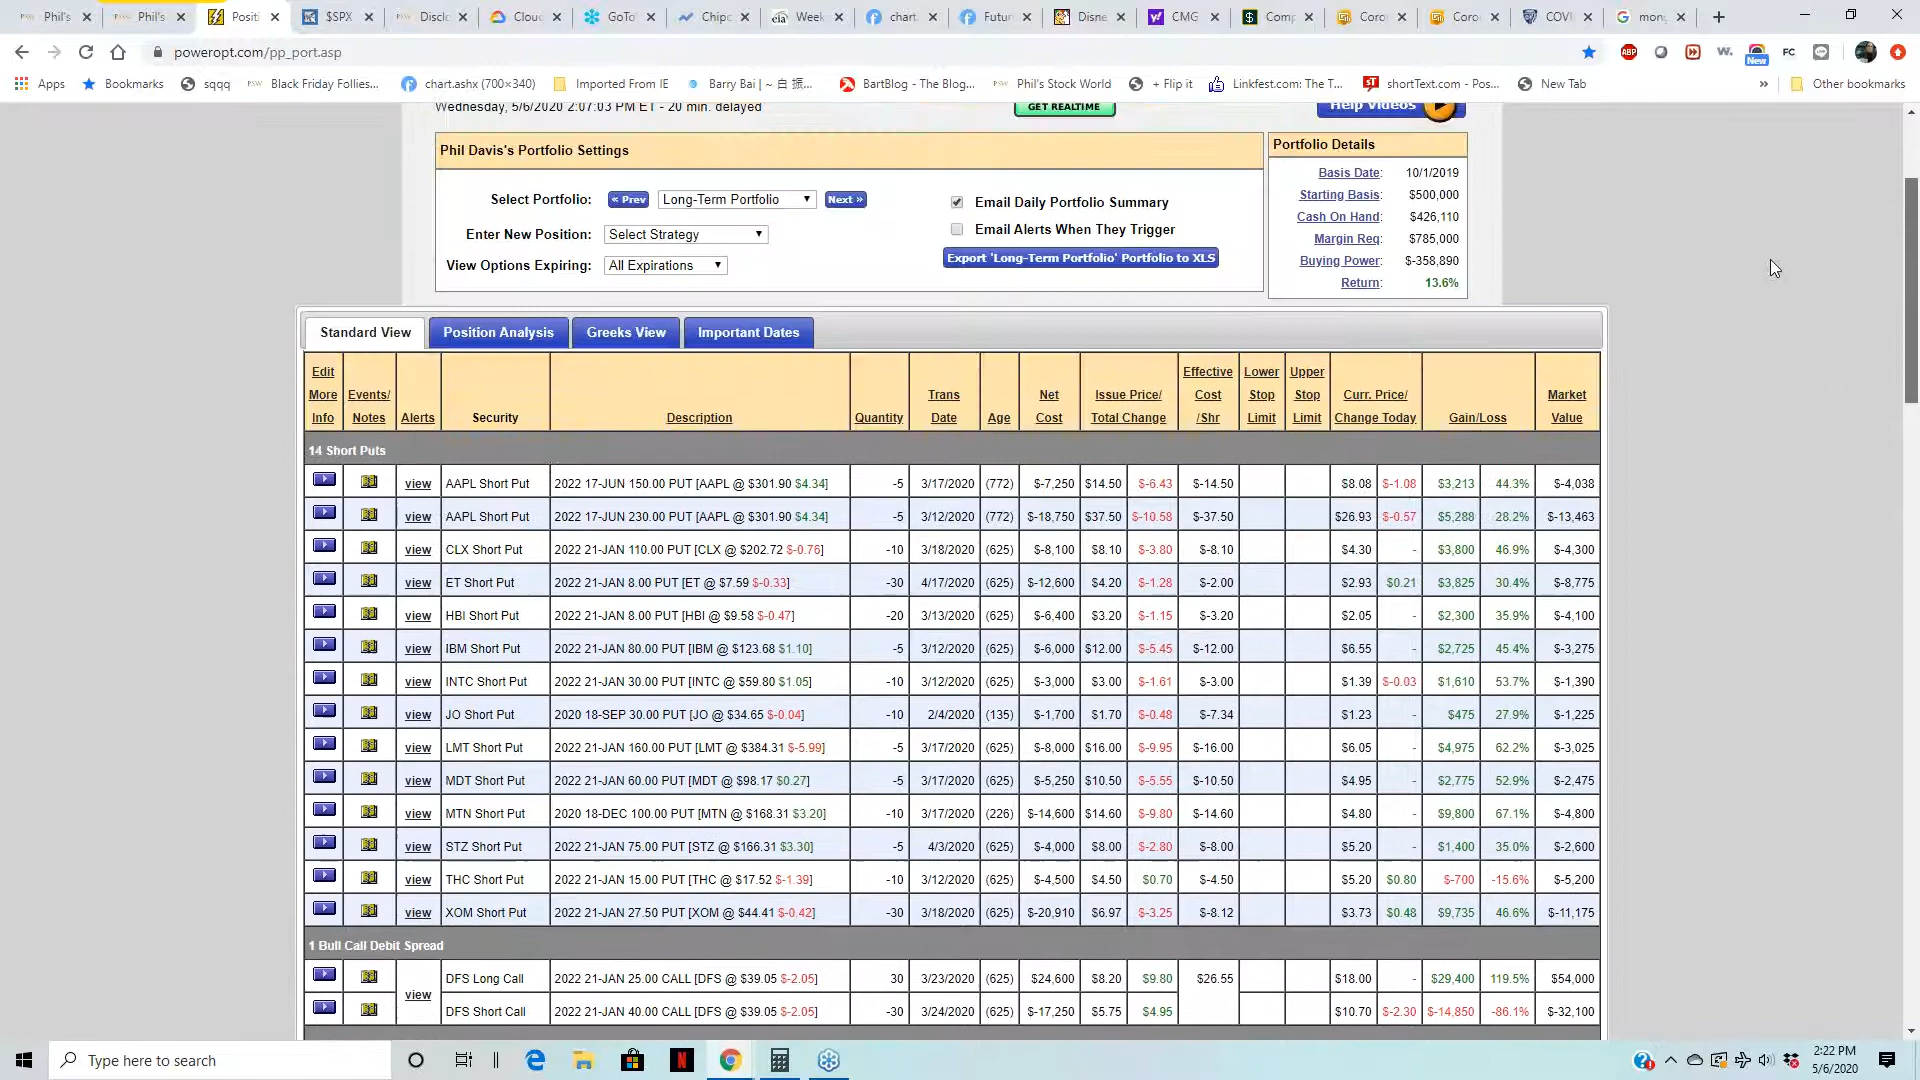 Phil's
Phil's
Positi
$SPX
Disclo
Cloud
GoTo
Chipo
eia Week
chart.
Futur
Disne
CMG
Comp
Coro
Coro
COVI
mon
poweropt.com/pp_port.asp
ABP
W.
New
FC
Apps Bookmarks sqqq Black Friday Follies... chart.ashx (700×340) Imported From IE Barry Bai | ~ 白 振... BartBlog - The Blog... Phil's Stock World + Flip it Linkfest.com: The T... shortText.com - Pos... New Tab » Other bookmarks
Wednesday, 5/6/2020 2:07:03 PM ET - 20 min. delayed
GET REALTIME
Help Videos
Phil Davis's Portfolio Settings
Select Portfolio: « Prev Long-Term Portfolio Next »
Enter New Position: Select Strategy
View Options Expiring: All Expirations
Email Daily Portfolio Summary
Email Alerts When They Trigger
Export 'Long-Term Portfolio' Portfolio to XLS
Portfolio Details
Basis Date: 10/1/2019
Starting Basis: $500,000
Cash On Hand: $426,110
Margin Req: $785,000
Buying Power: $-358,890
Return: 13.6%
Standard View Position Analysis Greeks View Important Dates
Edit More Info Events/ Notes Alerts Security Description Quantity Trans Date Age Net Cost Issue Price/ Total Change Effective Cost /Shr Lower Stop Limit Upper Stop Limit Curr. Price/ Change Today Gain/Loss Market Value
14 Short Puts
view AAPL Short Put 2022 17-JUN 150.00 PUT [AAPL @ $301.90 $4.34] -5 3/17/2020 (772) $-7,250 $14.50 $-6.43 $-14.50 $8.08 $-1.08 $3,213 44.3% $-4,038
view AAPL Short Put 2022 17-JUN 230.00 PUT [AAPL @ $301.90 $4.34] -5 3/12/2020 (772) $-18,750 $37.50 $-10.58 $-37.50 $26.93 $-0.57 $5,288 28.2% $-13,463
view CLX Short Put 2022 21-JAN 110.00 PUT [CLX @ $202.72 $-0.76] -10 3/18/2020 (625) $-8,100 $8.10 $-3.80 $-8.10 $4.30 - $3,800 46.9% $-4,300
view ET Short Put 2022 21-JAN 8.00 PUT [ET @ $7.59 $-0.33] -30 4/17/2020 (625) $-12,600 $4.20 $-1.28 $-2.00 $2.93 $0.21 $3,825 30.4% $-8,775
view HBI Short Put 2022 21-JAN 8.00 PUT [HBI @ $9.58 $-0.47] -20 3/13/2020 (625) $-6,400 $3.20 $-1.15 $-3.20 $2.05 - $2,300 35.9% $-4,100
view IBM Short Put 2022 21-JAN 80.00 PUT [IBM @ $123.68 $1.10] -5 3/12/2020 (625) $-6,000 $12.00 $-5.45 $-12.00 $6.55 - $2,725 45.4% $-3,275
view INTC Short Put 2022 21-JAN 30.00 PUT [INTC @ $59.80 $1.05] -10 3/12/2020 (625) $-3,000 $3.00 $-1.61 $-3.00 $1.39 $-0.03 $1,610 53.7% $-1,390
view JO Short Put 2020 18-SEP 30.00 PUT [JO @ $34.65 $-0.04] -10 2/4/2020 (135) $-1,700 $1.70 $-0.48 $-7.34 $1.23 - $475 27.9% $-1,225
view LMT Short Put 2022 21-JAN 160.00 PUT [LMT @ $384.31 $-5.99] -5 3/17/2020 (625) $-8,000 $16.00 $-9.95 $-16.00 $6.05 - $4,975 62.2% $-3,025
view MDT Short Put 2022 21-JAN 60.00 PUT [MDT @ $98.17 $0.27] -5 3/17/2020 (625) $-5,250 $10.50 $-5.55 $-10.50 $4.95 - $2,775 52.9% $-2,475
view MTN Short Put 2020 18-DEC 100.00 PUT [MTN @ $168.31 $3.20] -10 3/17/2020 (226) $-14,600 $14.60 $-9.80 $-14.60 $4.80 - $9,800 67.1% $-4,800
view STZ Short Put 2022 21-JAN 75.00 PUT [STZ @ $166.31 $3.30] -5 4/3/2020 (625) $-4,000 $8.00 $-2.80 $-8.00 $5.20 - $1,400 35.0% $-2,600
view THC Short Put 2022 21-JAN 15.00 PUT [THC @ $17.52 $-1.39] -10 3/12/2020 (625) $-4,500 $4.50 $0.70 $-4.50 $5.20 $0.80 $-700 -15.6% $-5,200
view XOM Short Put 2022 21-JAN 27.50 PUT [XOM @ $44.41 $-0.42] -30 3/18/2020 (625) $-20,910 $6.97 $-3.25 $-8.12 $3.73 $0.48 $9,735 46.6% $-11,175
1 Bull Call Debit Spread
view DFS Long Call 2022 21-JAN 25.00 CALL [DFS @ $39.05 $-2.05] 30 3/23/2020 (625) $24,600 $8.20 $9.80 $26.55 $18.00 - $29,400 119.5% $54,000
DFS Short Call 2022 21-JAN 40.00 CALL [DFS @ $39.05 $-2.05] -30 3/24/2020 (625) $-17,250 $5.75 $4.95 $10.70 $-2.30 $-14,850 -86.1% $-32,100
Type here to search
2:22 PM
5/6/2020